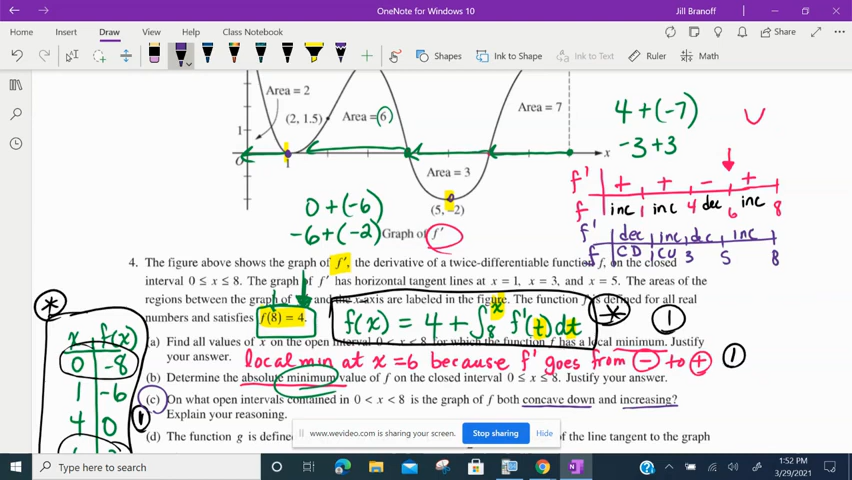 OneNote for Windows 10
Jill Branoff
Home Insert Draw View Help Class Notebook
Share
Shapes Ink to Shape Ink to Text Ruler Math
Area = 2
(2, 1.5)
Area = 6
Area = 7
1
0
1
x
Area = 3
(5, -2)
Graph of f'
0+(-6)
-6+(-2)
4+(-7)
-3+3
f' + + - +
f inc 1 inc 4 dec 6 inc 8
f' dec inc dec inc
f CD 1 CU 3 5 8
4. The figure above shows the graph of f', the derivative of a twice-differentiable function f, on the closed
interval 0 ≤ x ≤ 8. The graph of f' has horizontal tangent lines at x = 1, x = 3, and x = 5. The areas of the
regions between the graph of and the x-axis are labeled in the figure. The function f is defined for all real
numbers and satisfies f(8) = 4.
f(x) = 4 + ∫ 8 x f'(t) dt
* 1
(a) Find all values of x on the open interval 0 < x < 8 for which the function f has a local minimum. Justify
your answer.
local min at x=6 because f' goes from - to + 1
(b) Determine the absolute minimum value of f on the closed interval 0 ≤ x ≤ 8. Justify your answer.
(c) On what open intervals contained in 0 < x < 8 is the graph of f both concave down and increasing?
Explain your reasoning.
(d) The function g is defined of the line tangent to the graph
*
x f(x)
0 -8
1 -6
4 0
1
www.wevideo.com is sharing your screen. Stop sharing Hide
Type here to search
1:52 PM
3/29/2021